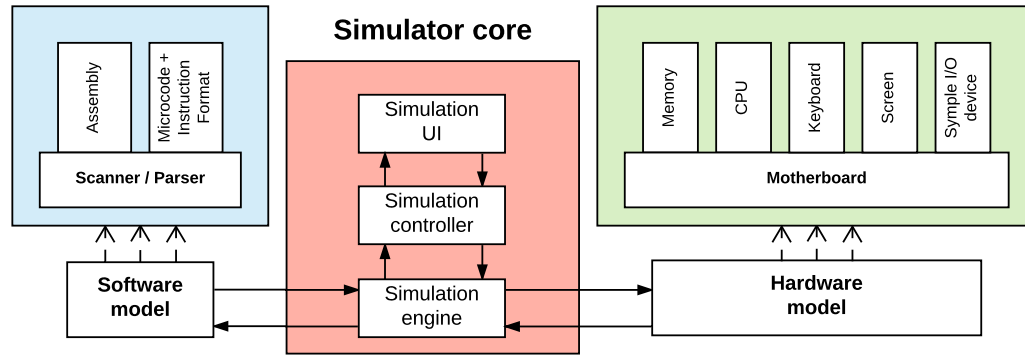 Simulator core
Assembly
Microcode +
Instruction
Format
Scanner / Parser
Simulation
UI
Simulation
controller
Simulation
engine
Memory
CPU
Keyboard
Screen
Symple I/O
device
Motherboard
Software
model
Hardware
model